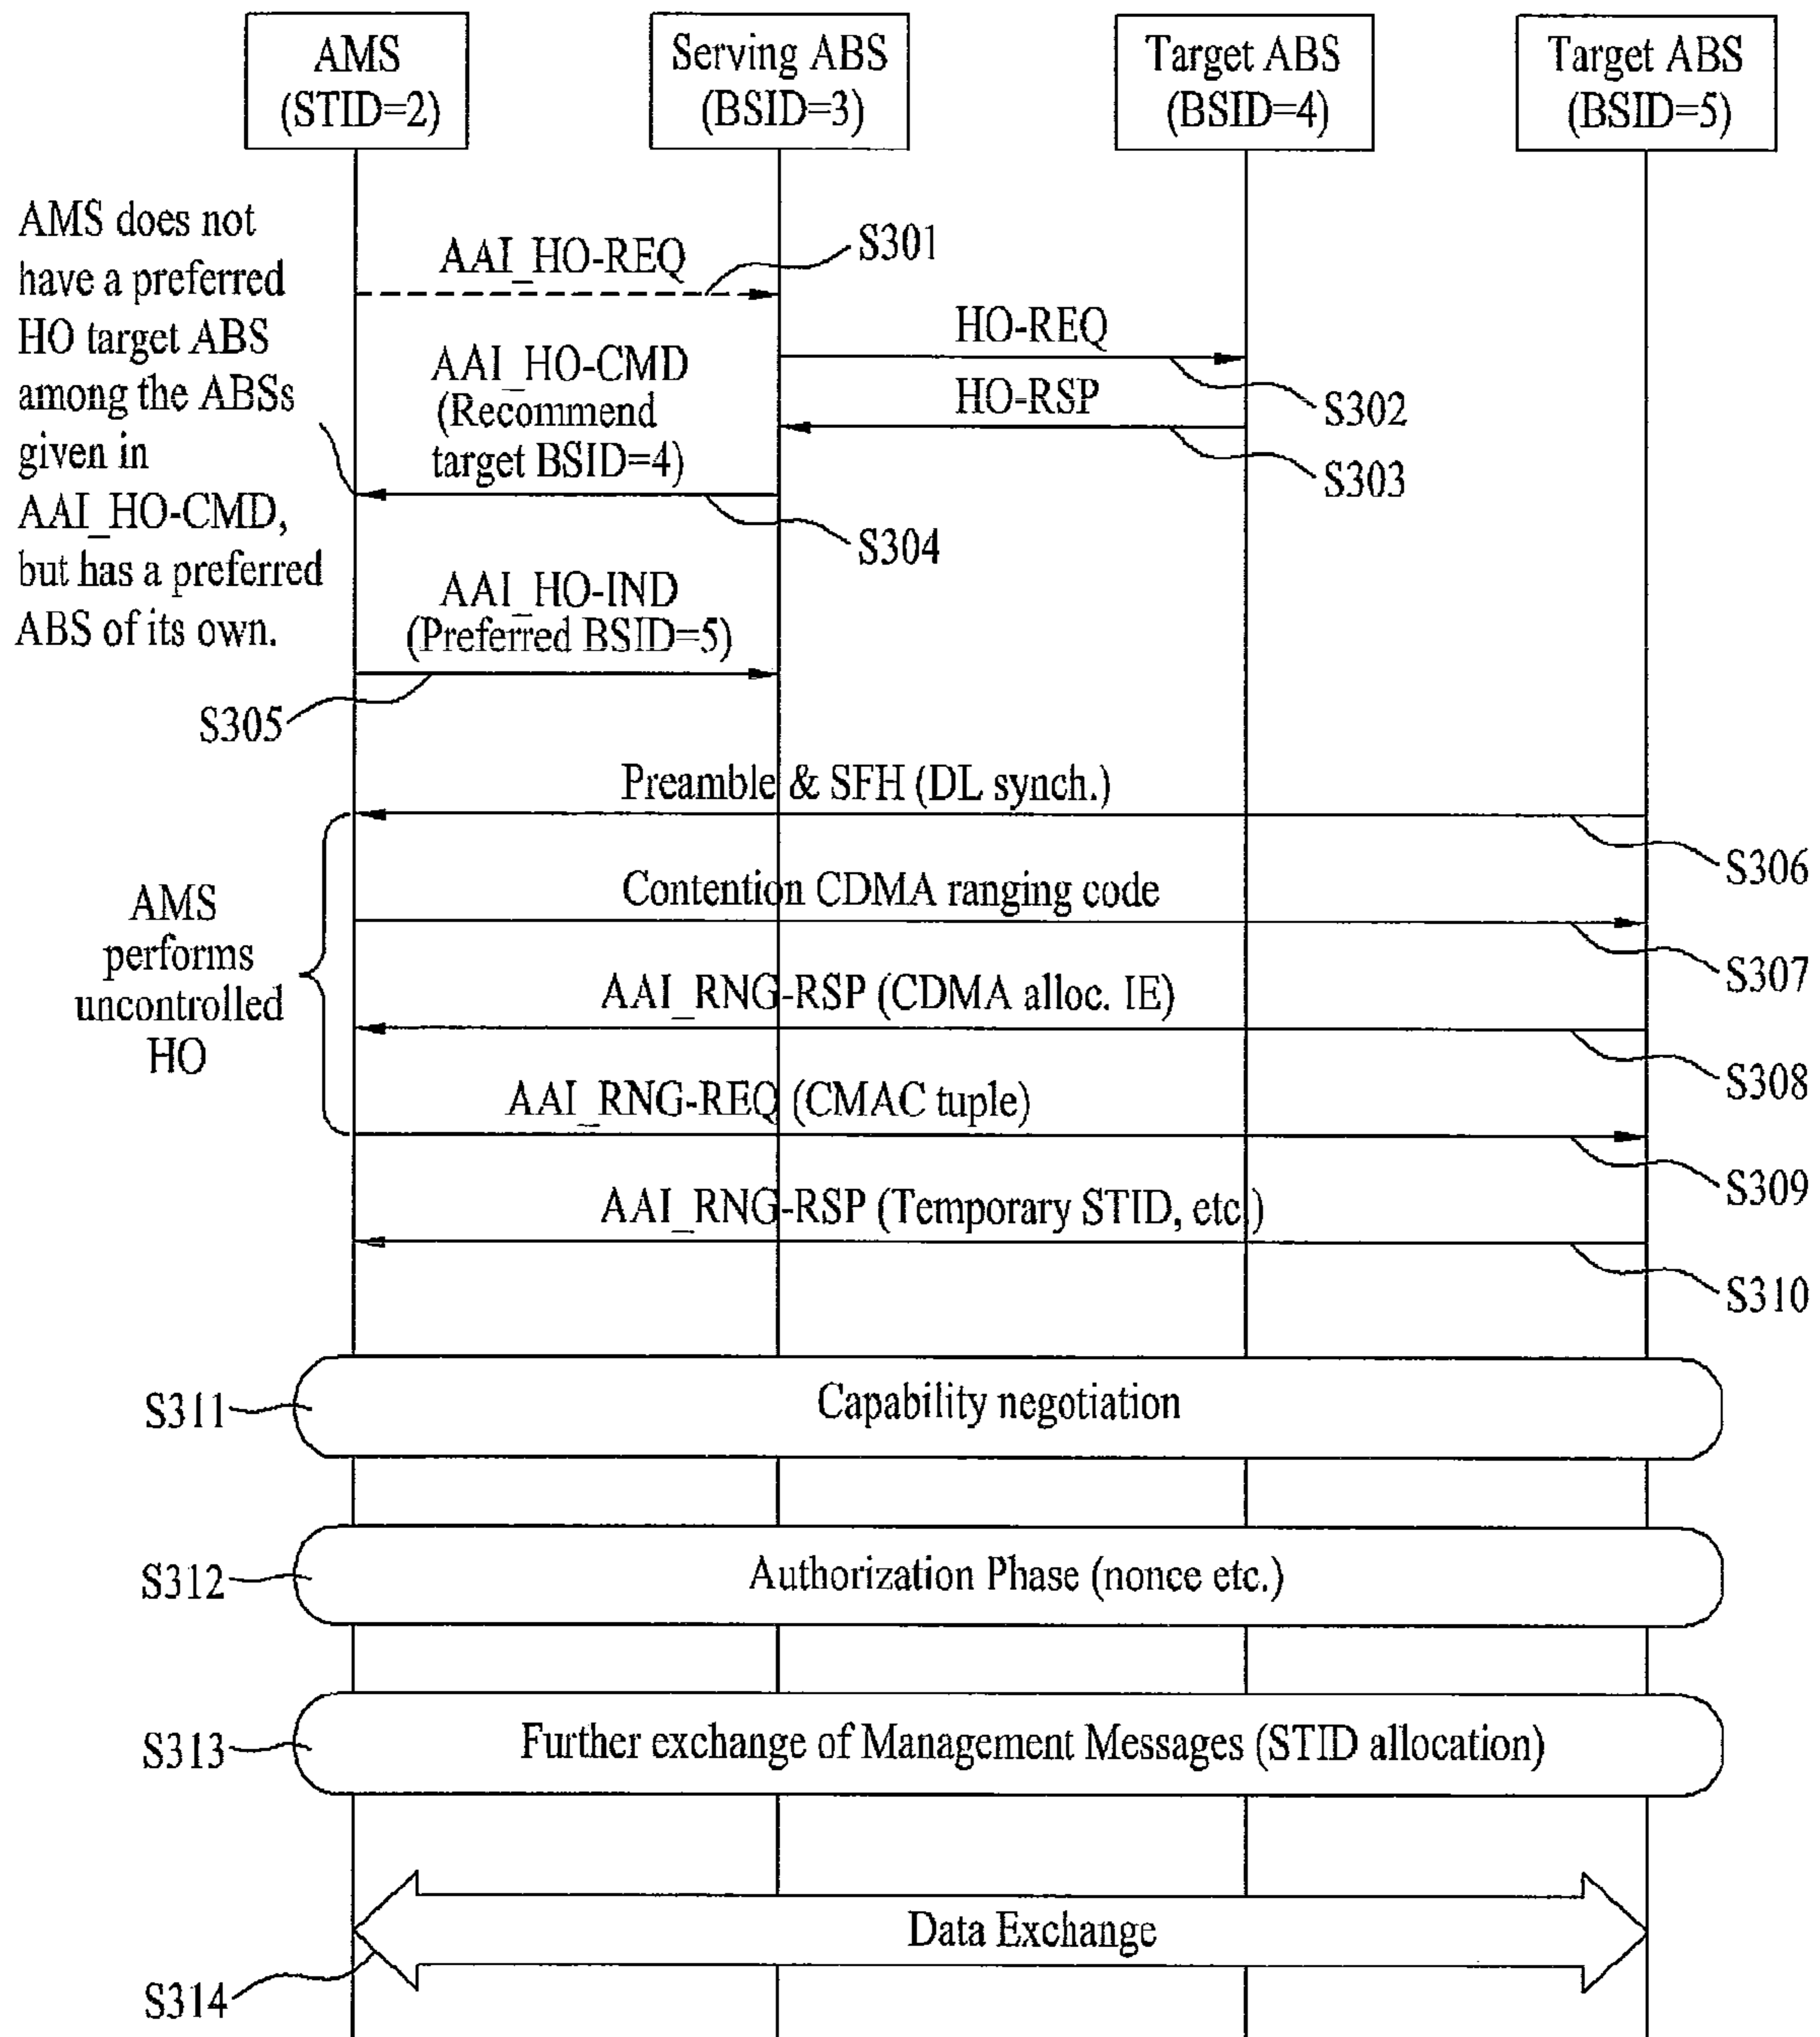 AMS
(STID=2)
Serving ABS
(BSID=3)
Target ABS
(BSID=4)
Target ABS
(BSID=5)
AMS does not
have a preferred
HO target ABS
among the ABSs
given in
AAI_HO-CMD,
but has a preferred
ABS of its own.
AAI_HO-REQ
S301
HO-REQ
S302
HO-RSP
S303
AAI_HO-CMD
(Recommend
target BSID=4)
S304
AAI_HO-IND
(Preferred BSID=5)
S305
Preamble & SFH (DL synch.)
S306
AMS
performs
uncontrolled
HO
Contention CDMA ranging code
S307
AAI_RNG-RSP (CDMA alloc. IE)
S308
AAI_RNG-REQ (CMAC tuple)
S309
AAI_RNG-RSP (Temporary STID, etc.)
S310
S311
Capability negotiation
S312
Authorization Phase (nonce etc.)
S313
Further exchange of Management Messages (STID allocation)
Data Exchange
S314